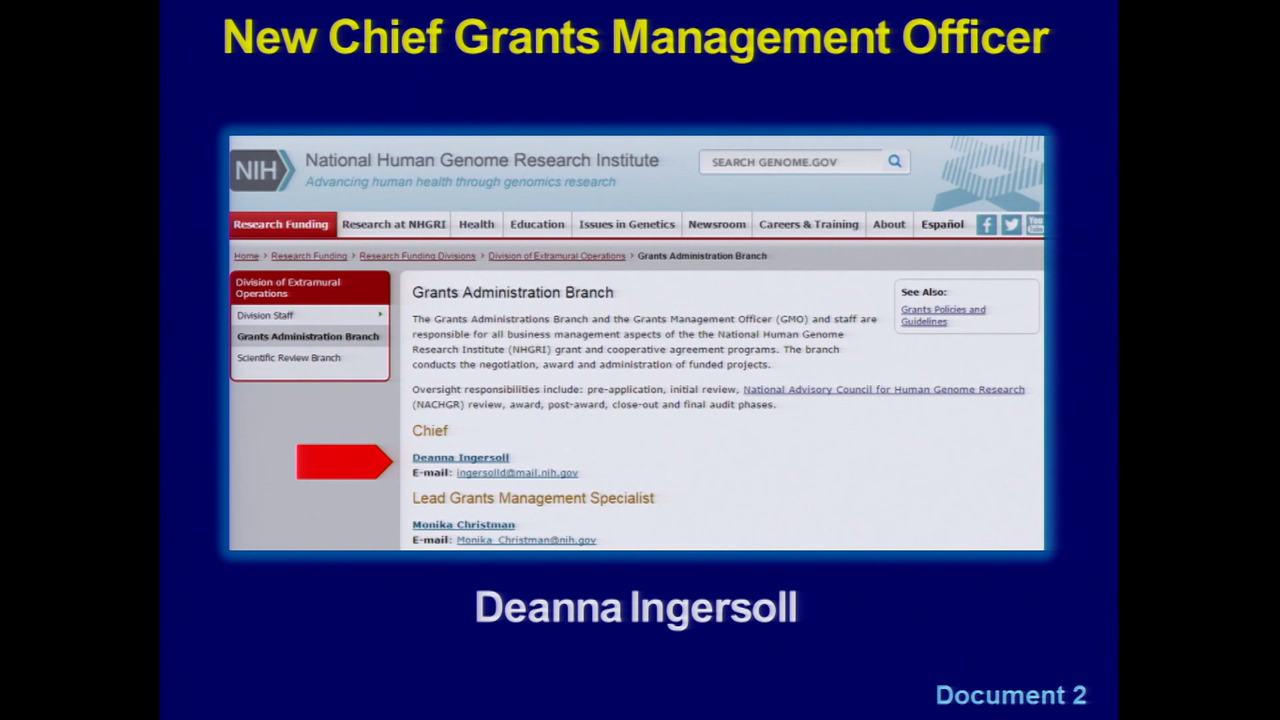 New Chief Grants Management Officer
NIH
National Human Genome Research Institute
Advancing human health through genomics research
SEARCH GENOME.GOV
Research Funding Research at NHGRI Health Education Issues in Genetics Newsroom Careers & Training About Español f You Tube
Home › Research Funding › Research Funding Divisions › Division of Extramural Operations › Grants Administration Branch
Division of Extramural
Operations
Division Staff
Grants Administration Branch
Scientific Review Branch
Grants Administration Branch
The Grants Administrations Branch and the Grants Management Officer (GMO) and staff are
responsible for all business management aspects of the the National Human Genome
Research Institute (NHGRI) grant and cooperative agreement programs. The branch
conducts the negotiation, award and administration of funded projects.
See Also:
Grants Policies and
Guidelines
Oversight responsibilities include: pre-application, initial review, National Advisory Council for Human Genome Research
(NACHGR) review, award, post-award, close-out and final audit phases.
Chief
Deanna Ingersoll
E-mail: ingersolld@mail.nih.gov
Lead Grants Management Specialist
Monika Christman
E-mail: Monika_Christman@nih.gov
Deanna Ingersoll
Document 2